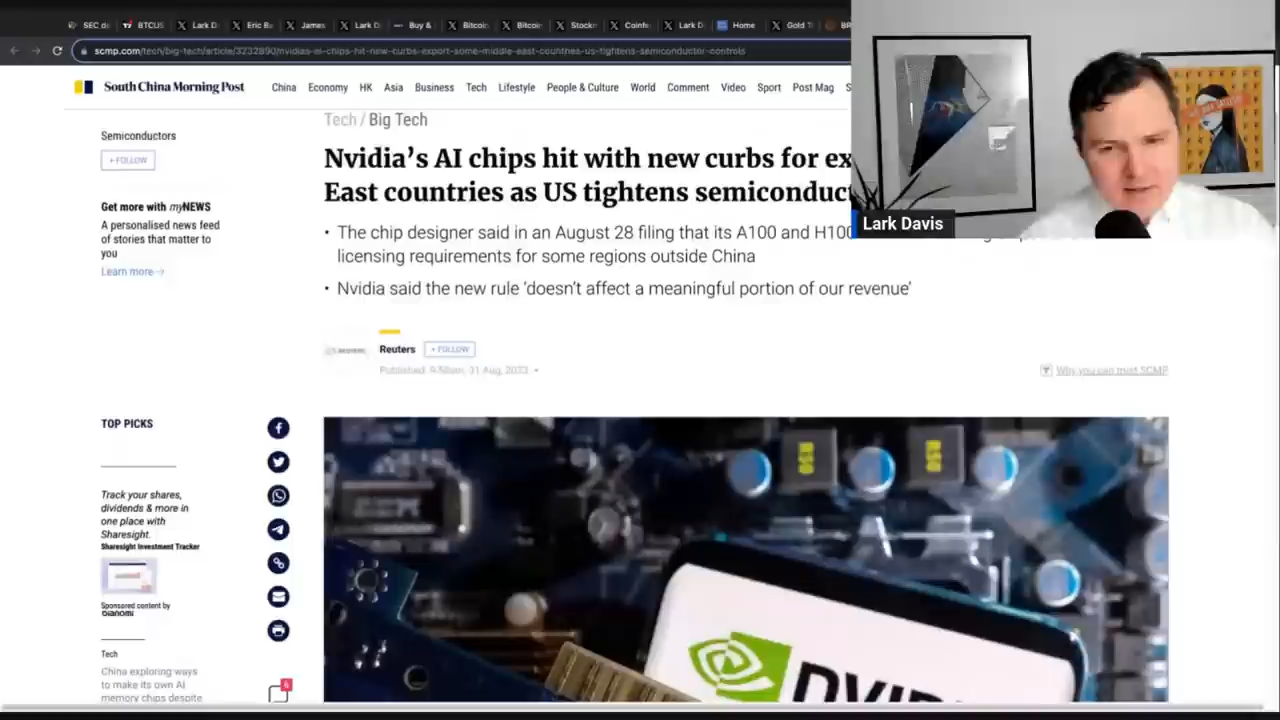 SEC de
BTCUS
Lark D
Eric Ba
James
Lark D
Buy &
Bitcoin
Bitcoin
Stockm
Coinfe
Lark D
Home
Gold T
BR
scmp.com/tech/big-tech/article/3232890/nvidias-ai-chips-hit-new-curbs-export-some-middle-east-countries-us-tightens-semiconductor-controls
South China Morning Post
China Economy HK Asia Business Tech Lifestyle People & Culture World Comment Video Sport Post Mag S
Semiconductors
+ FOLLOW
Get more with myNEWS
A personalised news feed
of stories that matter to
you
Learn more
Tech / Big Tech
Nvidia’s AI chips hit with new curbs for ex
East countries as US tightens semiconduc
• The chip designer said in an August 28 filing that its A100 and H100
licensing requirements for some regions outside China
• Nvidia said the new rule ‘doesn’t affect a meaningful portion of our revenue’
Lark Davis
Reuters
+ FOLLOW
Published: 9:50am, 31 Aug, 2023
Why you can trust SCMP
TOP PICKS
Track your shares,
dividends & more in
one place with
Sharesight.
Sharesight Investment Tracker
Sponsored content by
DIANOMI
Tech
China exploring ways
to make its own AI
memory chips despite